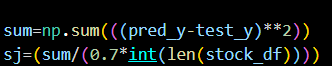 sum=np.sum(((pred_y-test_y)**2))
sj=(sum/(0.7*int(len(stock_df))))